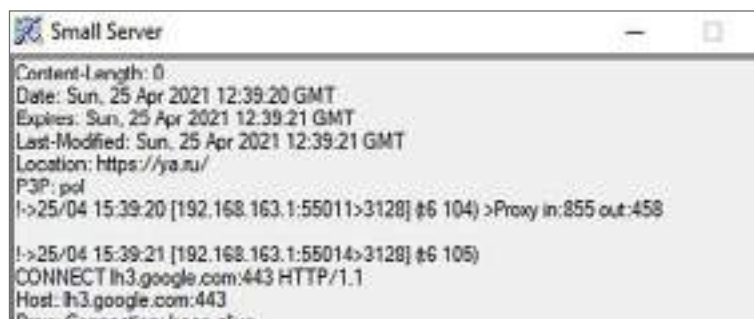 Small Server
Content-Length: 0
Date: Sun, 25 Apr 2021 12:39:20 GMT
Expires: Sun, 25 Apr 2021 12:39:21 GMT
Last-Modified: Sun, 25 Apr 2021 12:39:21 GMT
Location: https://ya.ru/
P3P: pol
!->25/04 15:39:20 [192.168.163.1:55011>3128] (t6 104) >Proxy in:855 out:458
!->25/04 15:39:21 [192.168.163.1:55014>3128] (t6 105)
CONNECT lh3.google.com:443 HTTP/1.1
Host: lh3.google.com:443